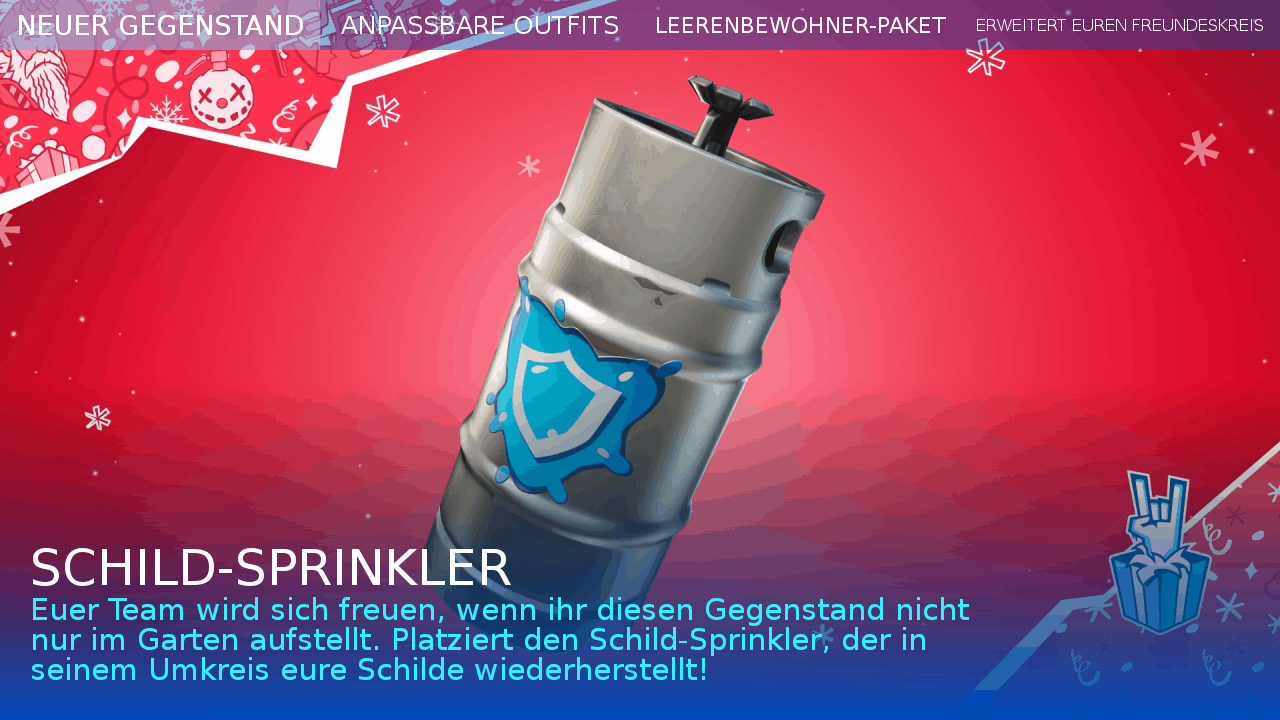 NEUER GEGENSTAND
ANPASSBARE OUTFITS
LEERENBEWOHNER-PAKET
ERWEITERT EUREN FREUNDESKREIS
SCHILD-SPRINKLER
Euer Team wird sich freuen, wenn ihr diesen Gegenstand nicht
nur im Garten aufstellt. Platziert den Schild-Sprinkler, der in
seinem Umkreis eure Schilde wiederherstellt!